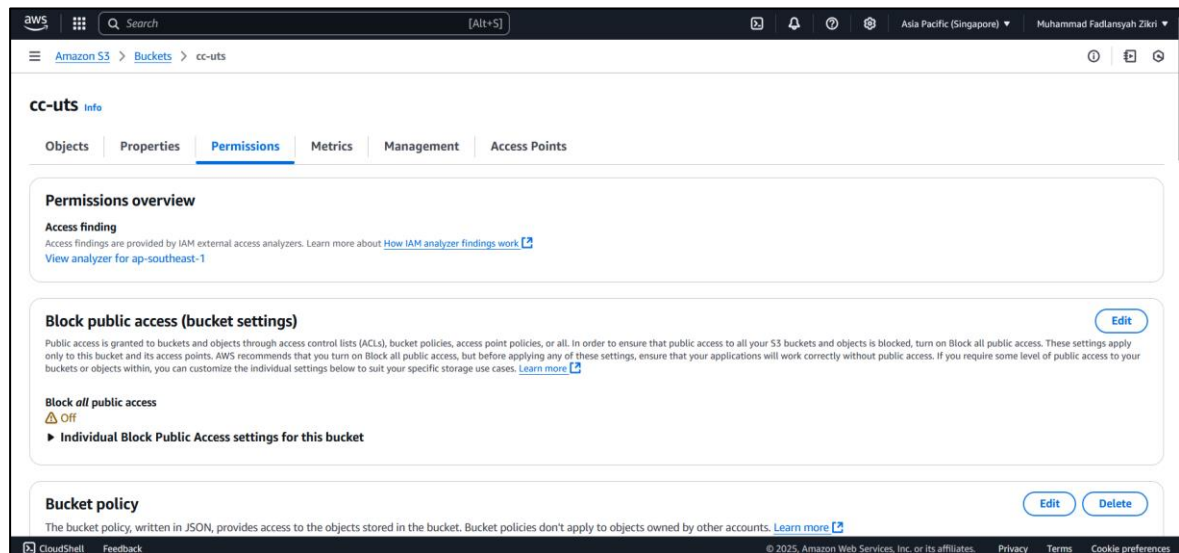 aws Search [Alt+S] Asia Pacific (Singapore) Muhammad Fadlansyah Zikri
Amazon S3 > Buckets > cc-uts
cc-uts Info
Objects Properties Permissions Metrics Management Access Points
Permissions overview
Access finding
Access findings are provided by IAM external access analyzers. Learn more about How IAM analyzer findings work
View analyzer for ap-southeast-1
Block public access (bucket settings) Edit
Public access is granted to buckets and objects through access control lists (ACLs), bucket policies, access point policies, or all. In order to ensure that public access to all your S3 buckets and objects is blocked, turn on Block all public access. These settings apply
only to this bucket and its access points. AWS recommends that you turn on Block all public access, but before applying any of these settings, ensure that your applications will work correctly without public access. If you require some level of public access to your
buckets or objects within, you can customize the individual settings below to suit your specific storage use cases. Learn more
Block all public access
Off
Individual Block Public Access settings for this bucket
Bucket policy Edit Delete
The bucket policy, written in JSON, provides access to the objects stored in the bucket. Bucket policies don't apply to objects owned by other accounts. Learn more
CloudShell Feedback © 2025, Amazon Web Services, Inc. or its affiliates. Privacy Terms Cookie preferences